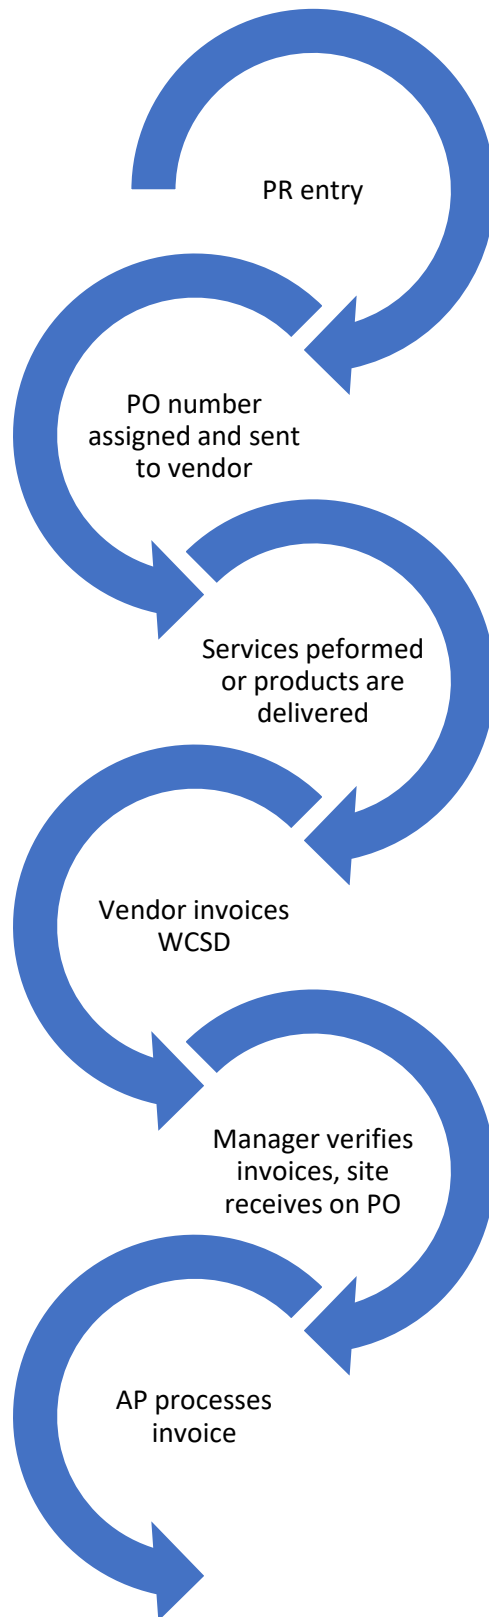 PR entry
PO number
assigned and sent
to vendor
Services peformed
or products are
delivered
Vendor invoices
WCSD
Manager verifies
invoices, site
receives on PO
AP processes
invoice